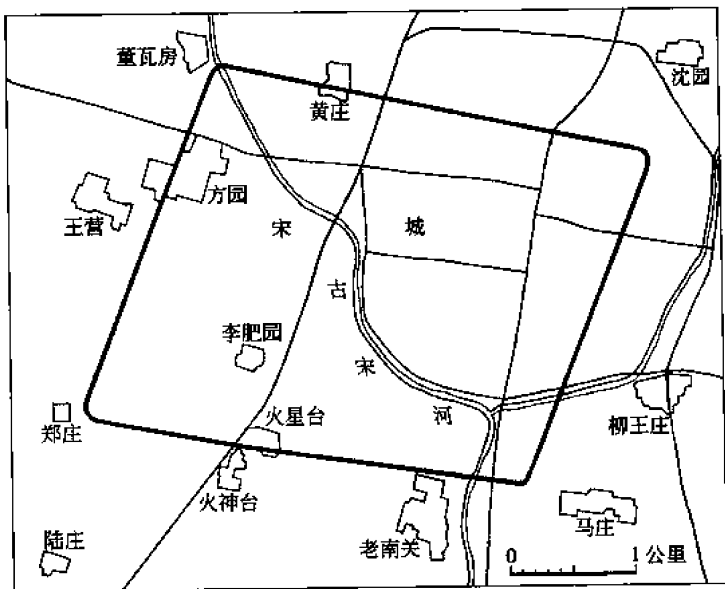 董瓦房
沈园
黄庄
方园
王营
宋
城
古
李肥园
宋
河
郑庄
火星台
柳王庄
火神台
陆庄
老南关
马庄
0
1公里